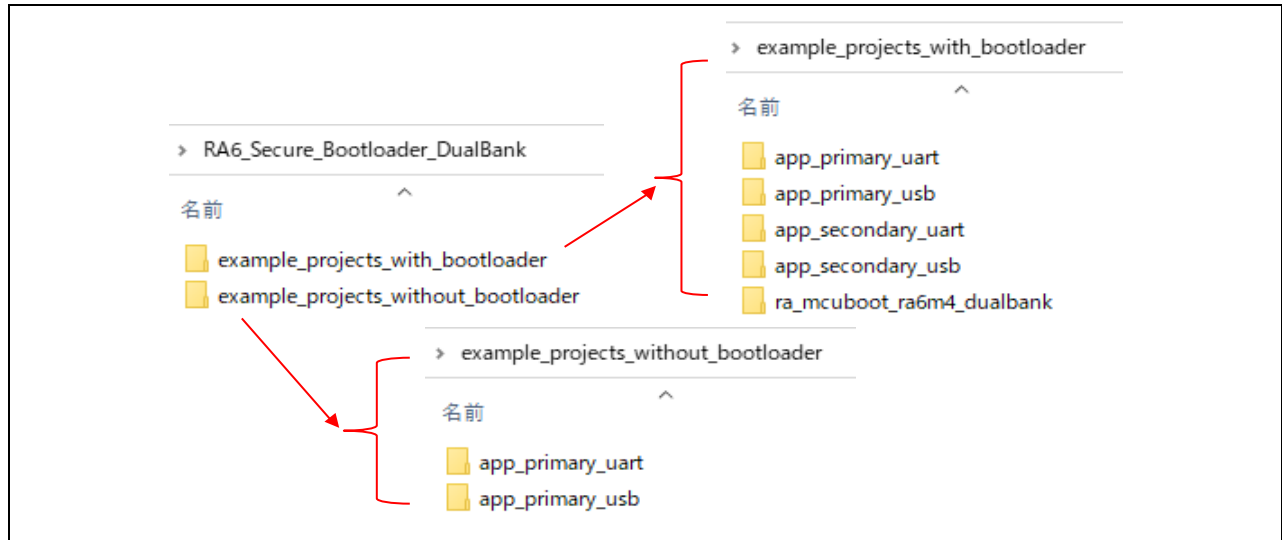 RA6_Secure_Bootloader_DualBank
名前
example_projects_with_bootloader
example_projects_without_bootloader
example_projects_with_bootloader
名前
app_primary_uart
app_primary_usb
app_secondary_uart
app_secondary_usb
ra_mcuboot_ra6m4_dualbank
example_projects_without_bootloader
名前
app_primary_uart
app_primary_usb